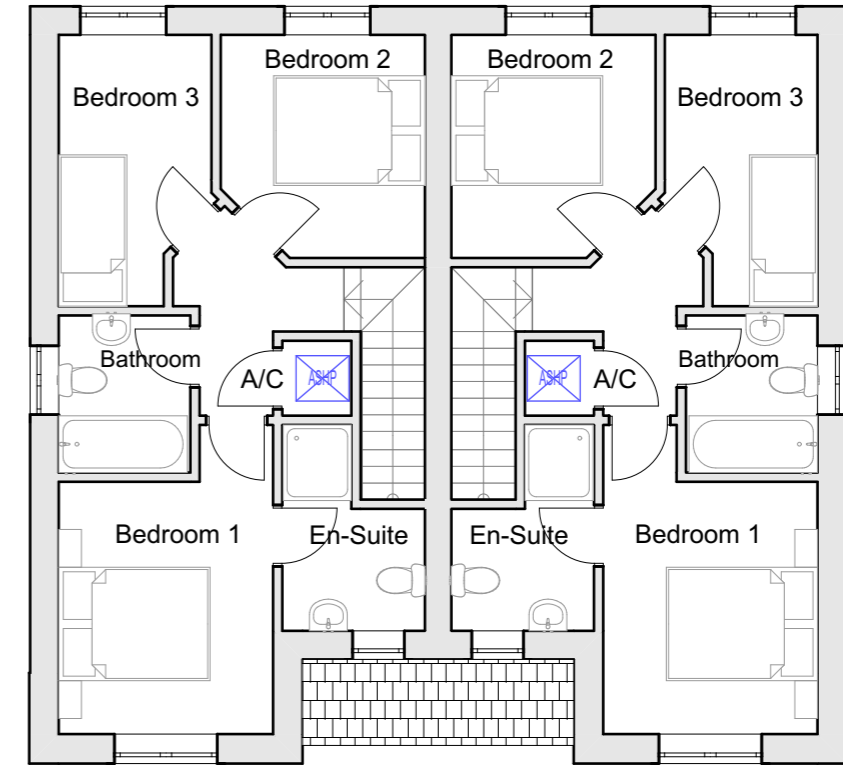 Bedroom 2
Bedroom 2
Bedroom 3
Bedroom 3
Bathroom
A/C
ASHP
ASHP
A/C
Bathroom
Bedroom 1
En-Suite
En-Suite
Bedroom 1